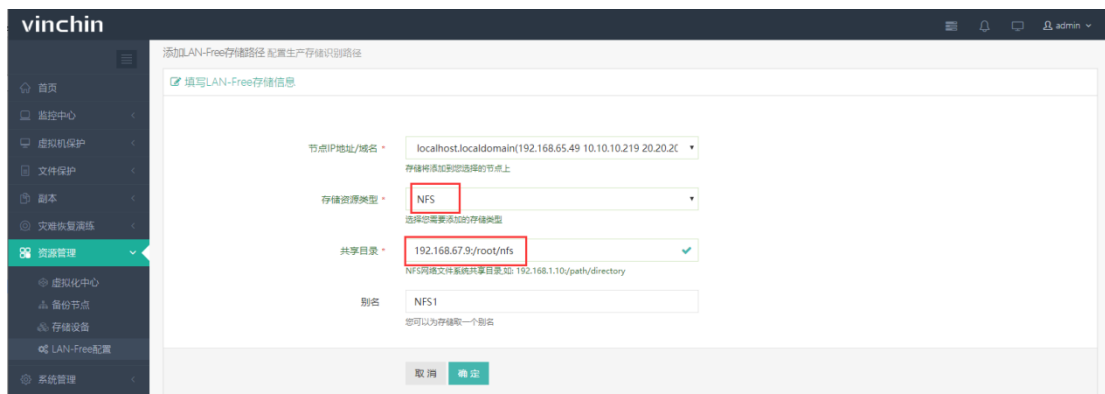 vinchin
admin
添加LAN-Free存储路径 配置生产存储识别路径
填写LAN-Free存储信息
首页
监控中心
虚拟机保护
文件保护
副本
灾难恢复演练
资源管理
虚拟化中心
备份节点
存储设备
LAN-Free配置
系统管理
节点IP地址/域名 *
localhost.localdomain(192.168.65.49 10.10.10.219 20.20.20
存储将添加到您选择的节点上
存储资源类型 *
NFS
选择您需要添加的存储类型
共享目录 *
192.168.67.9:/root/nfs
NFS网络文件系统共享目录,如: 192.168.1.10:/path/directory
别名
NFS1
您可以为存储取一个别名
取消
确定